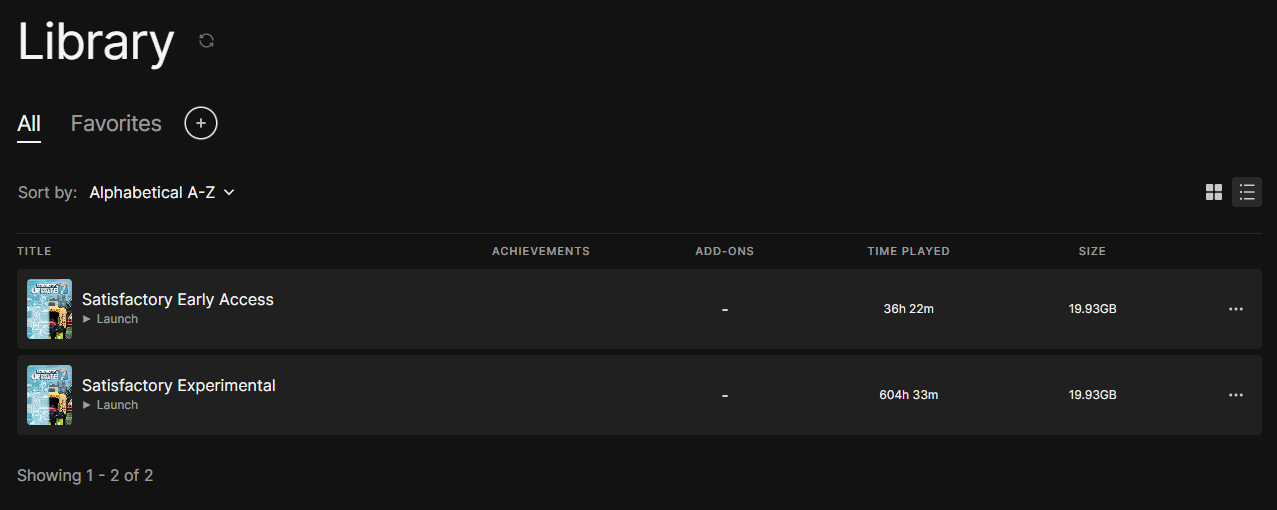 Library
All Favorites +
Sort by: Alphabetical A-Z
TITLE ACHIEVEMENTS ADD-ONS TIME PLAYED SIZE
Satisfactory Early Access
Launch
- 36h 22m 19.93GB ...
Satisfactory Experimental
Launch
- 604h 33m 19.93GB ...
Showing 1 - 2 of 2